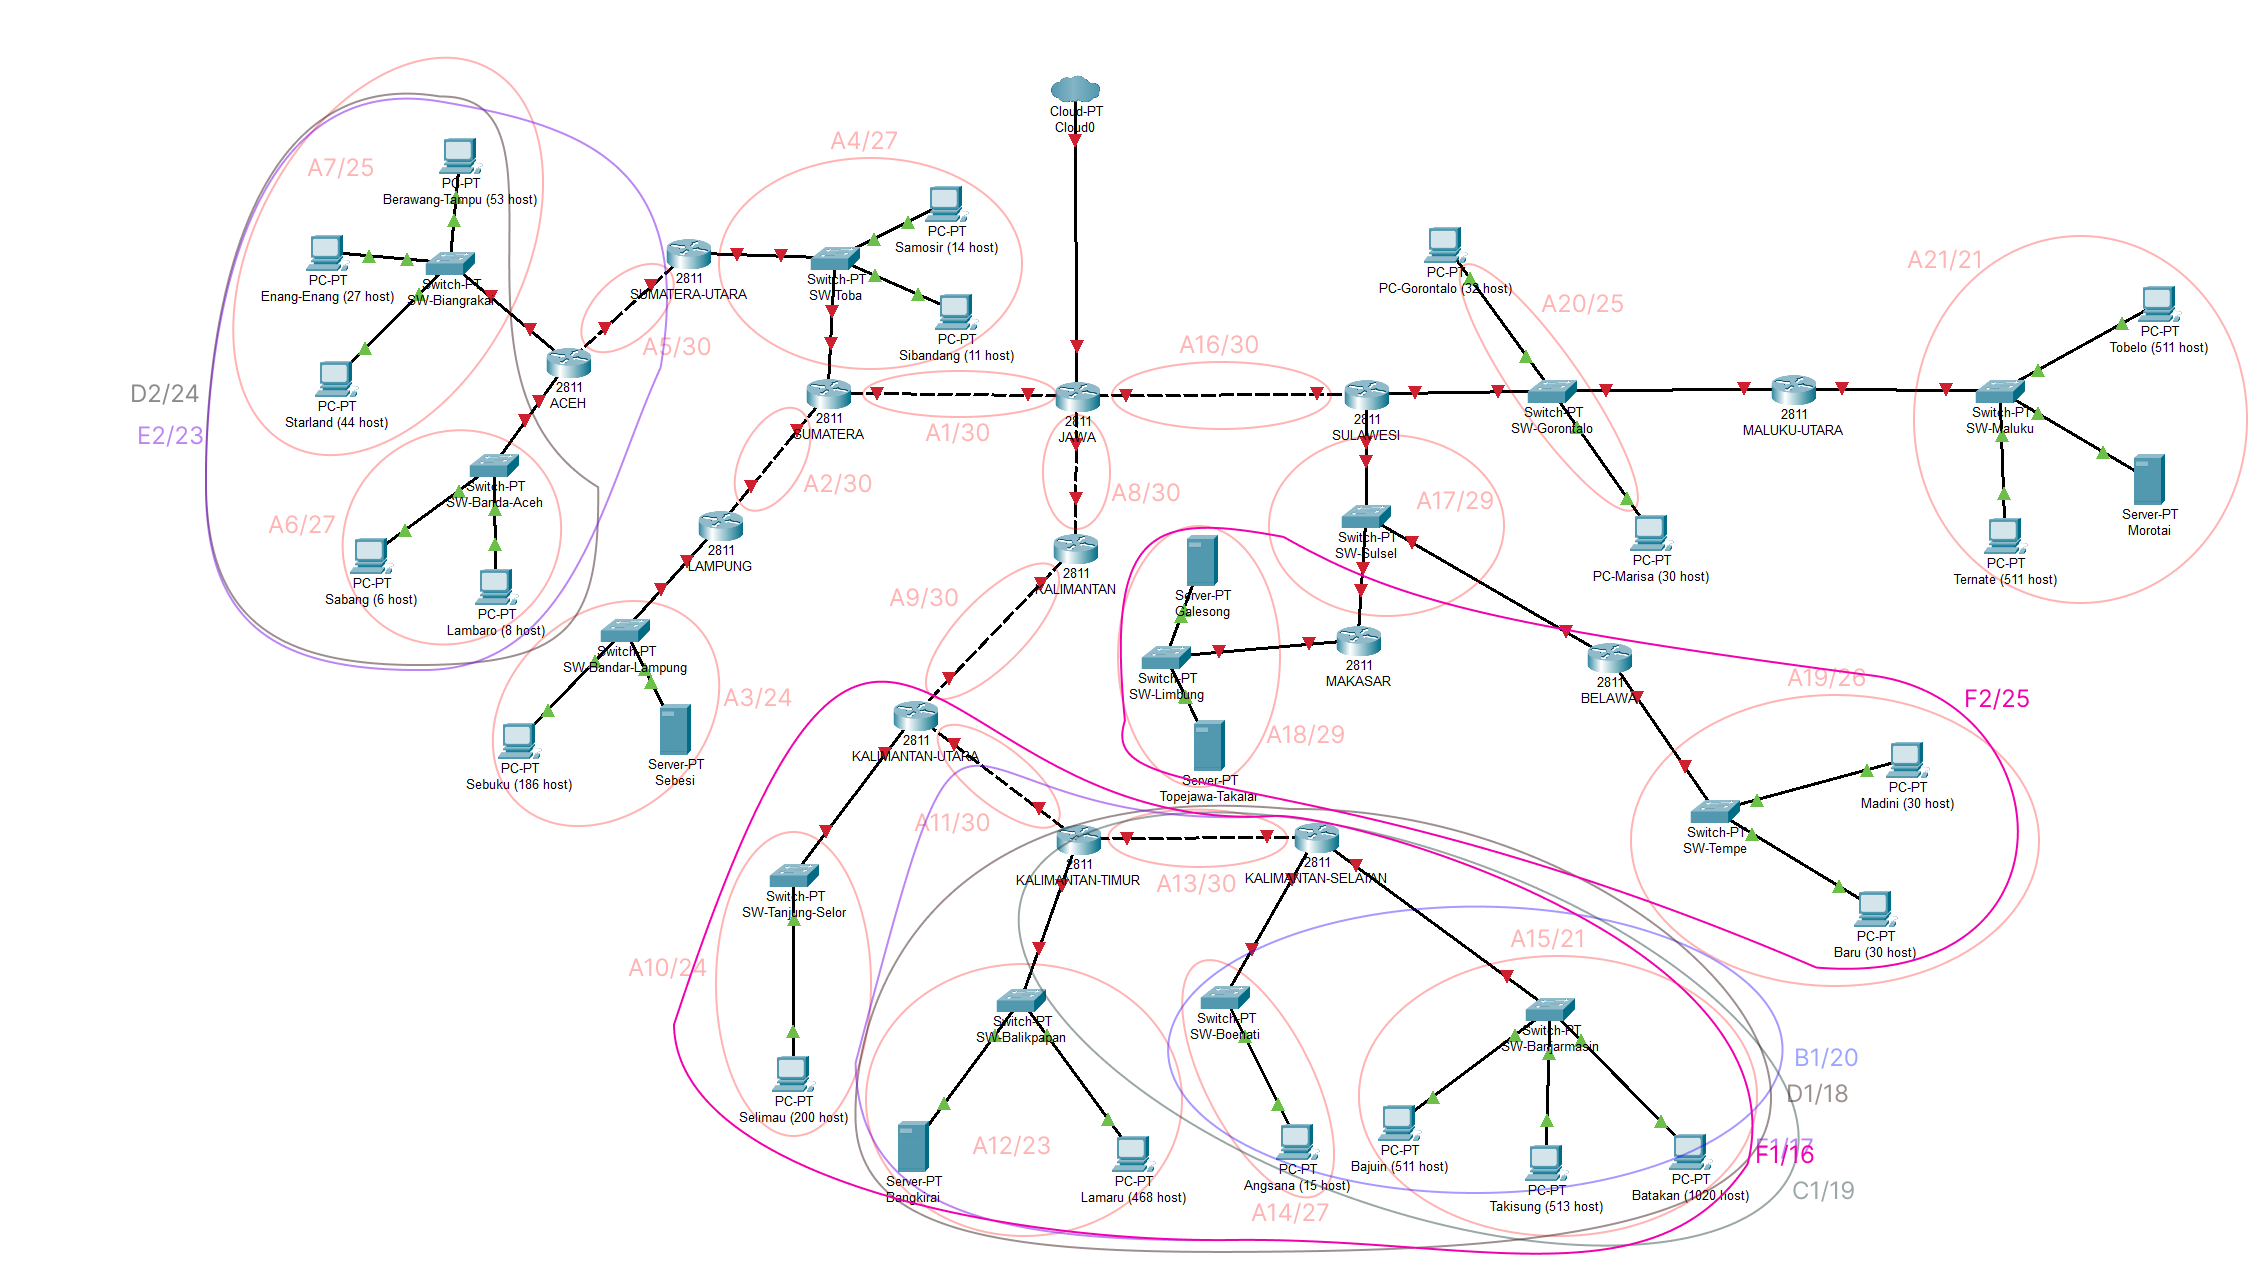 Cloud-PT
Cloud0
A4/27
A7/25
PC-PT
Berawang-Tampu (53 host)
PC-PT
Samosir (14 host)
A21/21
PC-PT
Enang-Enang (27 host)
Switch-PT
SW-Biangrakai
2811
SUMATERA-UTARA
Switch-PT
SW-Toba
PC-PT
PC-Gorontalo (32 host)
A20/25
A5/30
PC-PT
Sibandang (11 host)
A16/30
PC-PT
Tobelo (511 host)
D2/24
E2/23
PC-PT
Starland (44 host)
2811
ACEH
2811
SUMATERA
A1/30
2811
JAWA
2811
SULAWESI
Switch-PT
SW-Gorontalo
2811
MALUKU-UTARA
Switch-PT
SW-Maluku
A2/30
A8/30
A17/29
Switch-PT
SW-Banda-Aceh
A6/27
Server-PT
Morotai
Switch-PT
SW-Sulsel
2811
LAMPUNG
PC-PT
Sabang (6 host)
PC-PT
Lambaro (8 host)
A9/30
2811
KALIMANTAN
Server-PT
Galesong
PC-PT
PC-Marisa (30 host)
PC-PT
Ternate (511 host)
Switch-PT
SW-Bandar-Lampung
A3/24
Switch-PT
SW-Limbung
2811
MAKASAR
2811
BELAWA
A19/26
F2/25
2811
KALIMANTAN-UTARA
A18/29
PC-PT
Sebuku (186 host)
Server-PT
Sebesi
Server-PT
Topejawa-Takalar
PC-PT
Madini (30 host)
A11/30
Switch-PT
SW-Tempe
2811
KALIMANTAN-TIMUR
A13/30
2811
KALIMANTAN-SELATAN
Switch-PT
SW-Tanjung-Selor
PC-PT
Baru (30 host)
A10/24
A15/21
Switch-PT
SW-Balikpapan
Switch-PT
SW-Boenati
Switch-PT
SW-Banjarmasin
B1/20
D1/18
PC-PT
Selimau (200 host)
A12/23
E1/17
F1/16
C1/19
Server-PT
Bangkirai
PC-PT
Lamaru (468 host)
PC-PT
Angsana (15 host)
A14/27
PC-PT
Bajuin (511 host)
PC-PT
Takisung (513 host)
PC-PT
Batakan (1020 host)